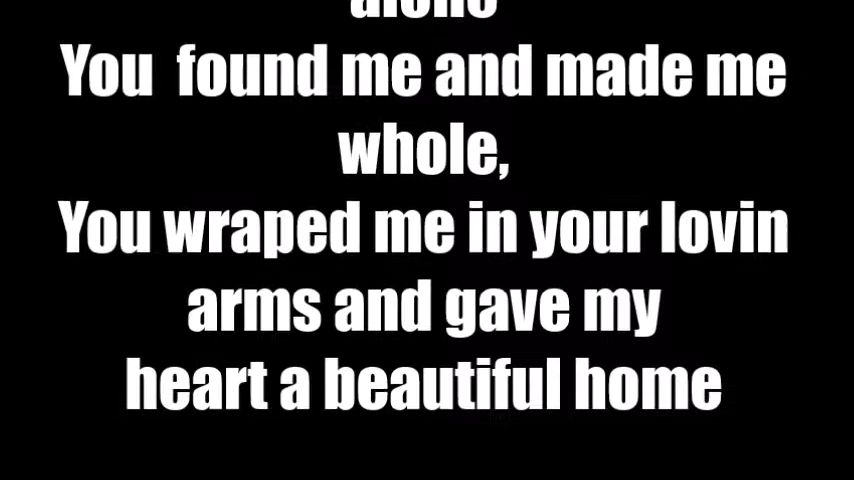 alone
You  found me and made me
whole,
You wraped me in your lovin
arms and gave my
heart a beautiful home